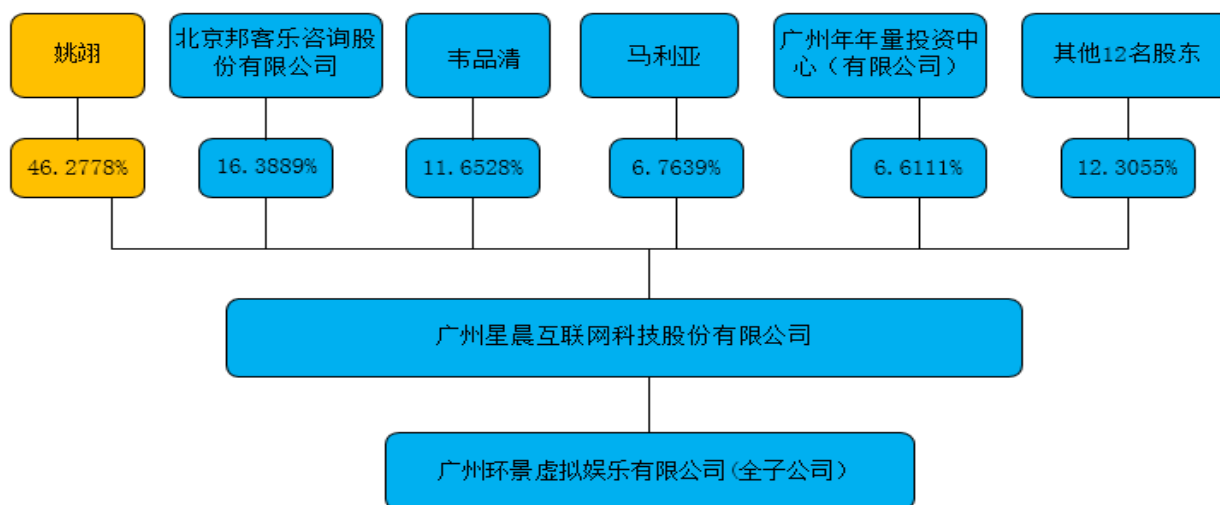 姚翊
北京邦客乐咨询股
份有限公司
韦品清
马利亚
广州年年量投资中
心（有限公司）
其他12名股东
46.2778%
16.3889%
11.6528%
6.7639%
6.6111%
12.3055%
广州星晨互联网科技股份有限公司
广州环景虚拟娱乐有限公司(全子公司）